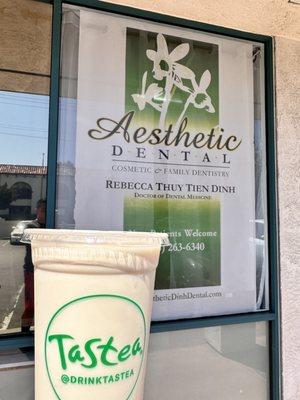 Aesthetic
DENTAL
COSMETIC & FAMILY DENTISTRY
REBECCA THUY TIEN DINH
DOCTOR OF DENTAL MEDICINE
Patients Welcome
263-6340
AestheticDinhDental.com
Tastea
@DRINKTASTEA